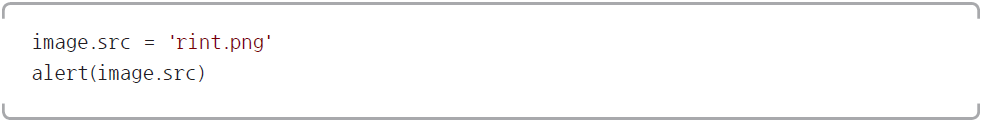 image.src = 'rint.png'
alert(image.src)